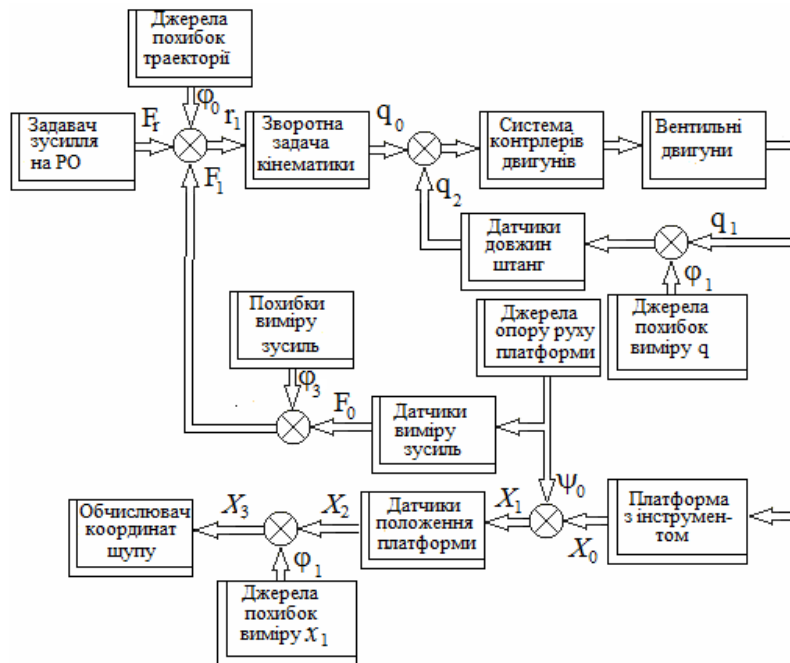 Джерела
похибок
траекторії
φ₀
Fᵣ
r₁
q₀
Задавач
зусилля
на РО
Зворотна
задача
кінематики
Система
контрлерів
двигунів
Вентильні
двигуни
F₁
q₂
Датчики
довжин
штанг
q₁
φ₁
Похибки
виміру
зусиль
Джерела
опору руху
платформи
Джерела
похибок
виміру q
φ₃
F₀
Датчики
виміру
зусиль
Ψ₀
Обчислювач
координат
щупу
X₃
X₂
Датчики
положення
платформи
X₁
X₀
Платформа
з інструмен-
том
φ₁
Джерела
похибок
виміру x₁